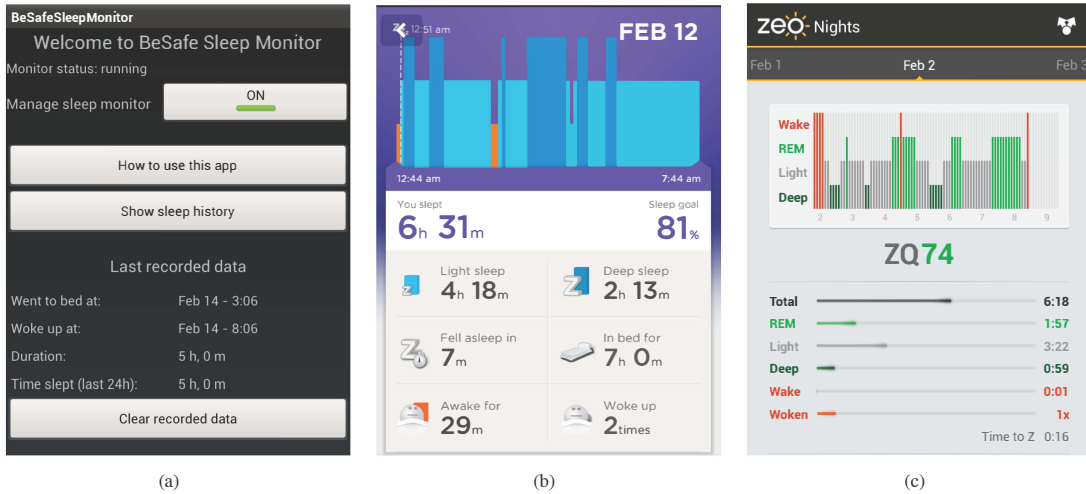 BeSafeSleepMonitor
Welcome to BeSafe Sleep Monitor
Monitor status: running
Manage sleep monitor
ON
How to use this app
Show sleep history
Last recorded data
Went to bed at: Feb 14 - 3:06
Woke up at: Feb 14 - 8:06
Duration: 5 h, 0 m
Time slept (last 24h): 5 h, 0 m
Clear recorded data
(a)
12:51 am
FEB 12
12:44 am 7:44 am
You slept Sleep goal
6h 31m 81%
Light sleep Deep sleep
4h 18m 2h 13m
Fell asleep in In bed for
7m 7h 0m
Awake for Woke up
29m 2times
(b)
zeo Nights
Feb 1 Feb 2 Feb 3
Wake
REM
Light
Deep
2 3 4 5 6 7 8 9
ZQ74
Total 6:18
REM 1:57
Light 3:22
Deep 0:59
Wake 0:01
Woken 1x
Time to Z 0:16
(c)